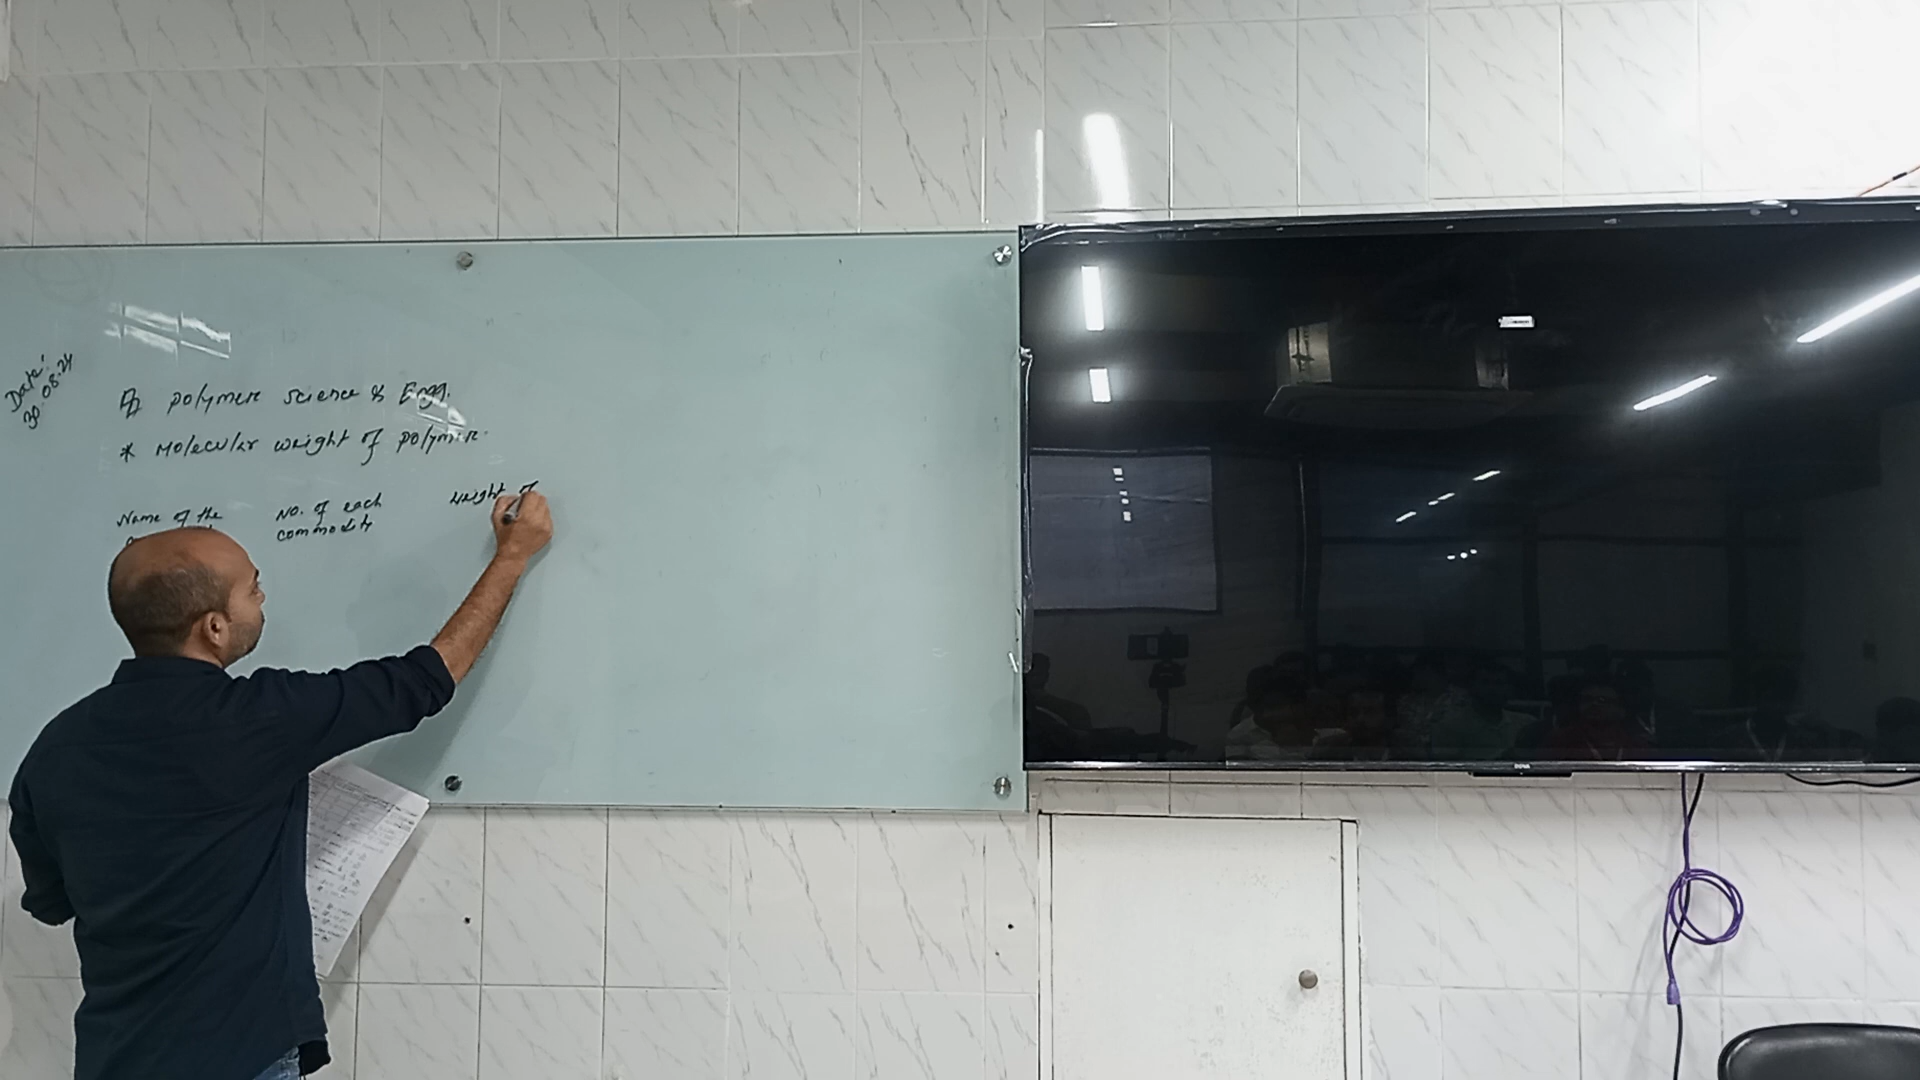 Date:
30.08.24
polymer science & Egg.
* Molecular weight of polymer.
Name of the
No. of each
commodity
weight of